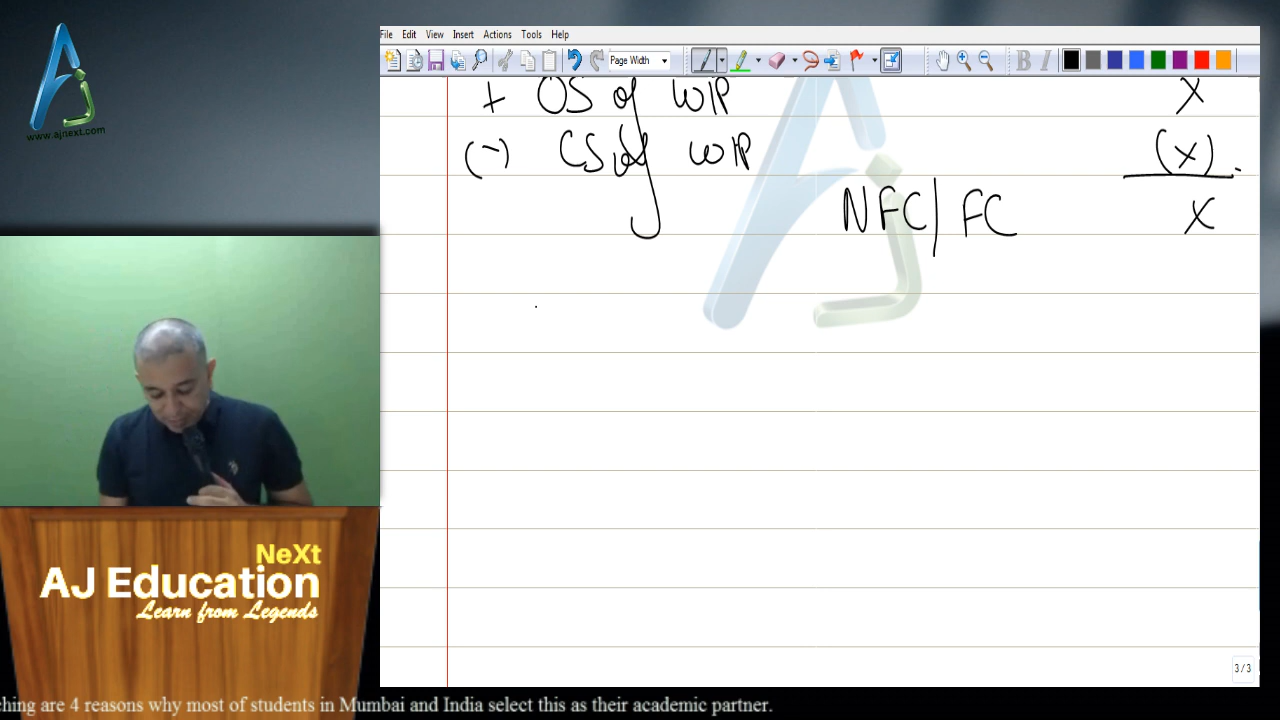 www.ajnext.com
File Edit View Insert Actions Tools Help
Page Width
B I
+ OS of WIP X
(-) CS of WIP (X)
NFC | FC X
3/3
NeXt
AJ Education
Learn from Legends
ching are 4 reasons why most of students in Mumbai and India select this as their academic partner.